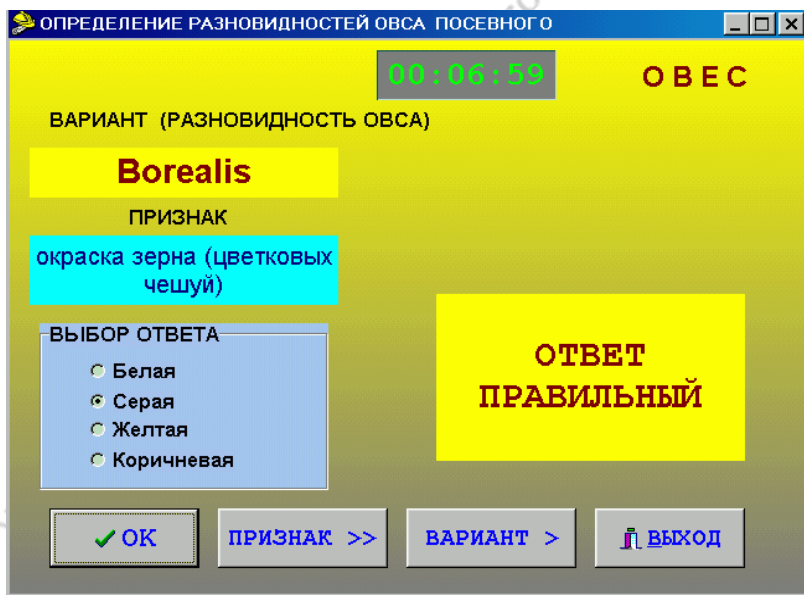 ОПРЕДЕЛЕНИЕ РАЗНОВИДНОСТЕЙ ОВСА ПОСЕВНОГО
00:06:59
ОВЕС
ВАРИАНТ (РАЗНОВИДНОСТЬ ОВСА)
Borealis
ПРИЗНАК
окраска зерна (цветковых
чешуй)
ВЫБОР ОТВЕТА
Белая
Серая
Желтая
Коричневая
ОТВЕТ
ПРАВИЛЬНЫЙ
OK
ПРИЗНАК >>
ВАРИАНТ >
ВЫХОД